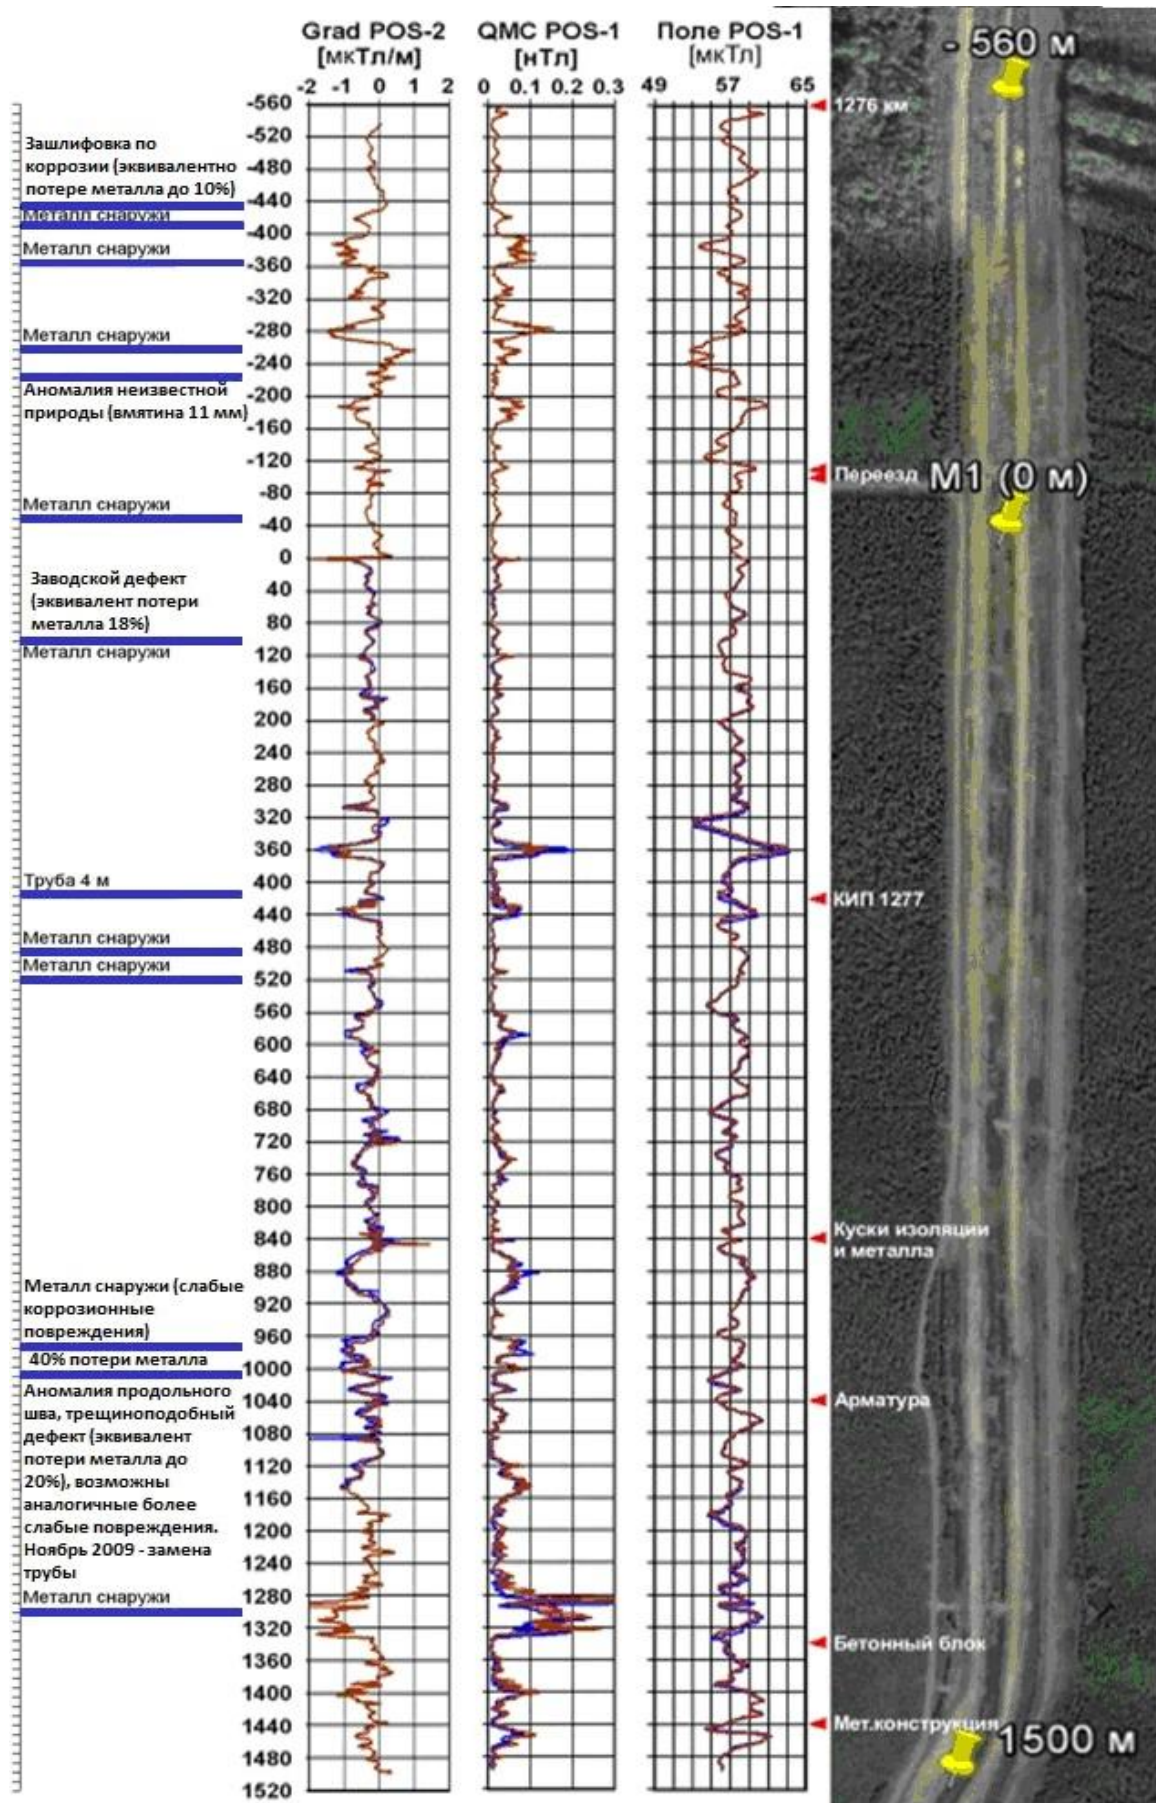 Grad POS-2
[мкТл/м]
-2 -1 0 1 2
QMC POS-1
[нТл]
0 0.1 0.2 0.3
Поле POS-1
[мкТл]
49 57 65
-560
-520
-480
-440
-400
-360
-320
-280
-240
-200
-160
-120
-80
-40
0
40
80
120
160
200
240
280
320
360
400
440
480
520
560
600
640
680
720
760
800
840
880
920
960
1000
1040
1080
1120
1160
1200
1240
1280
1320
1360
1400
1440
1480
1520
Зашлифовка по
коррозии (эквивалентно
потере металла до 10%)
Металл снаружи
Металл снаружи
Металл снаружи
Аномалия неизвестной
природы (вмятина 11 мм)
Металл снаружи
Заводской дефект
(эквивалент потери
металла 18%)
Металл снаружи
Труба 4 м
Металл снаружи
Металл снаружи
Металл снаружи (слабые
коррозионные
повреждения)
40% потери металла
Аномалия продольного
шва, трещиноподобный
дефект (эквивалент
потери металла до
20%), возможны
аналогичные более
слабые повреждения.
Ноябрь 2009 - замена
трубы
Металл снаружи
- 560 м
1276 км
Переезд
М1 (0 м)
КИП 1277
Куски изоляции
и металла
Арматура
Бетонный блок
Мет.конструкция
1500 м